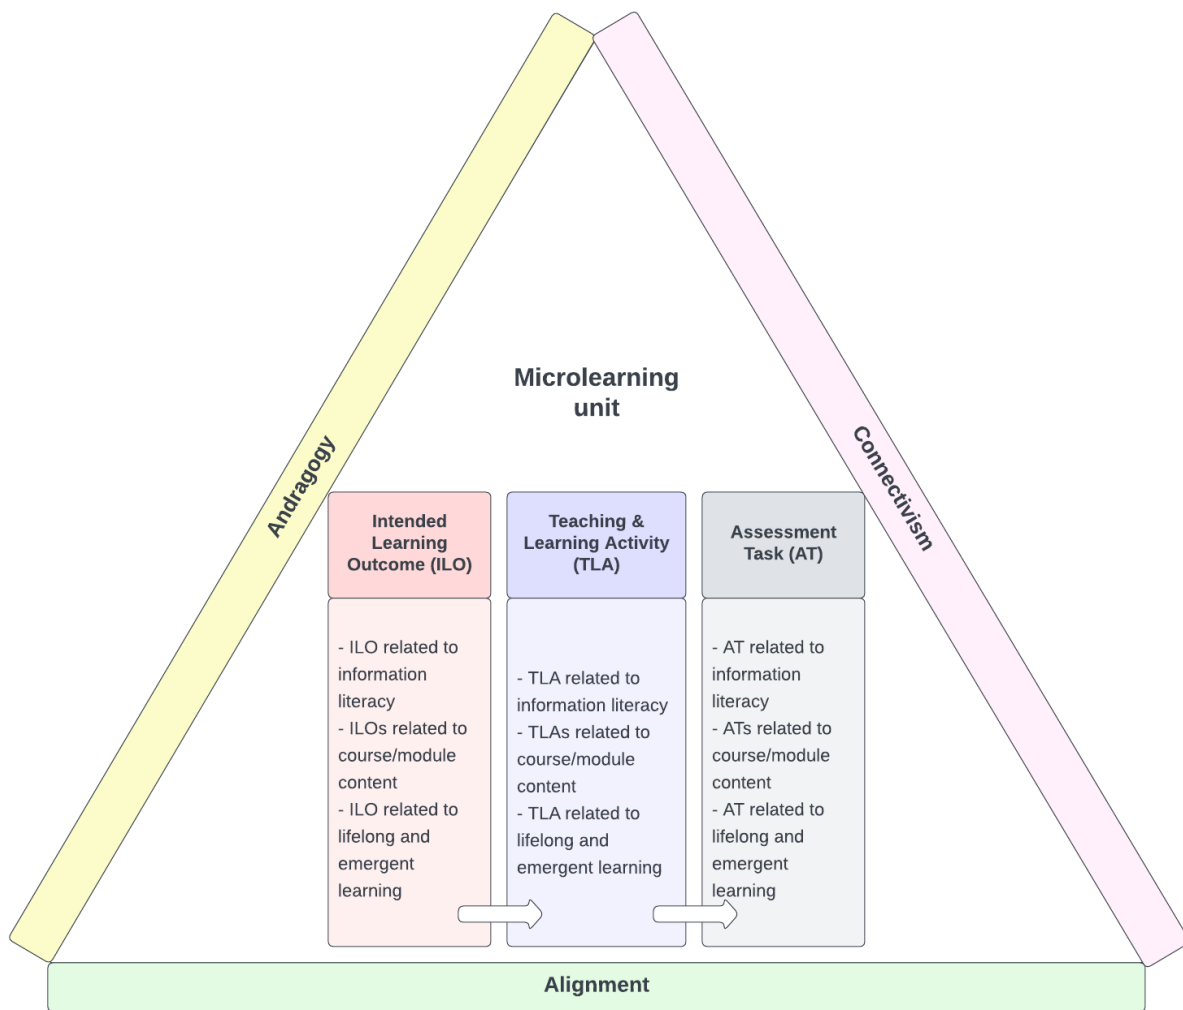 Microlearning
unit
Andragogy
Connectivism
Intended
Learning
Outcome (ILO)
- ILO related to
information
literacy
- ILOs related to
course/module
content
- ILO related to
lifelong and
emergent
learning
Teaching &
Learning Activity
(TLA)
- TLA related to
information literacy
- TLAs related to
course/module
content
- TLA related to
lifelong and
emergent learning
Assessment
Task (AT)
- AT related to
information
literacy
- ATs related to
course/module
content
- AT related to
lifelong and
emergent
learning
Alignment